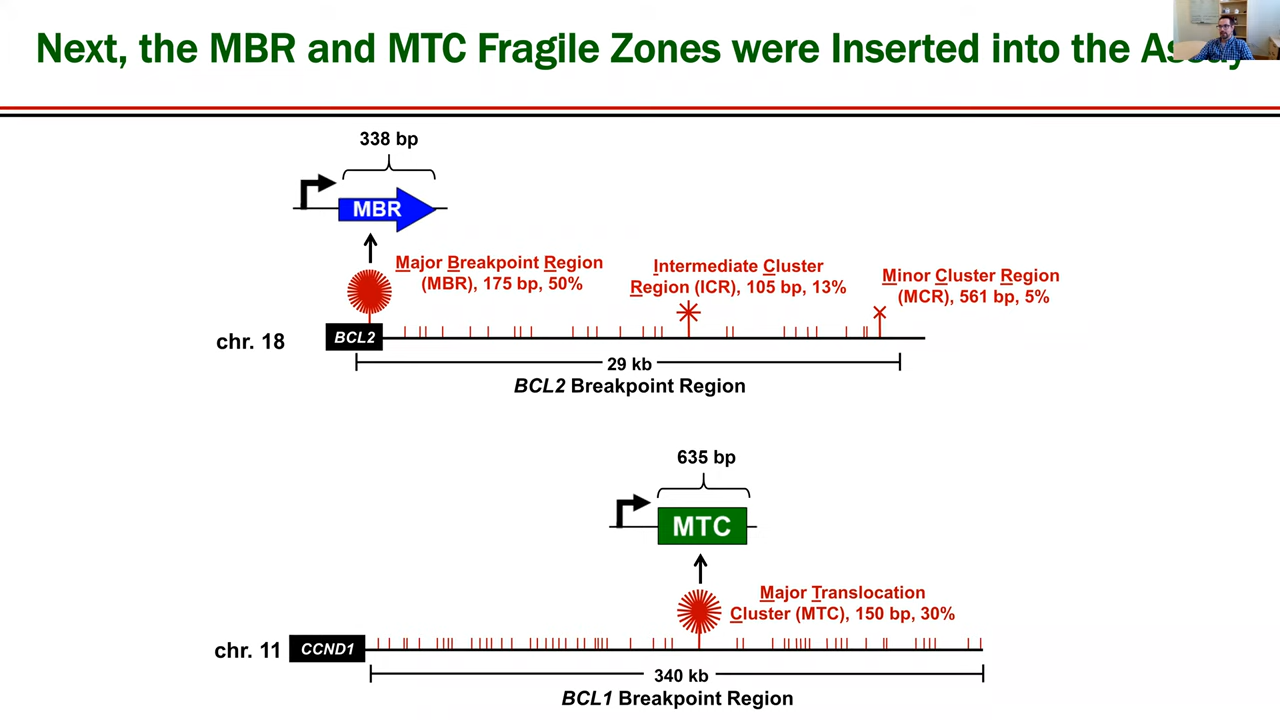 Next, the MBR and MTC Fragile Zones were Inserted into the
338 bp
MBR
Major Breakpoint Region
(MBR), 175 bp, 50%
Intermediate Cluster
Region (ICR), 105 bp, 13%
Minor Cluster Region
(MCR), 561 bp, 5%
chr. 18
BCL2
29 kb
BCL2 Breakpoint Region
635 bp
MTC
Major Translocation
Cluster (MTC), 150 bp, 30%
chr. 11
CCND1
340 kb
BCL1 Breakpoint Region